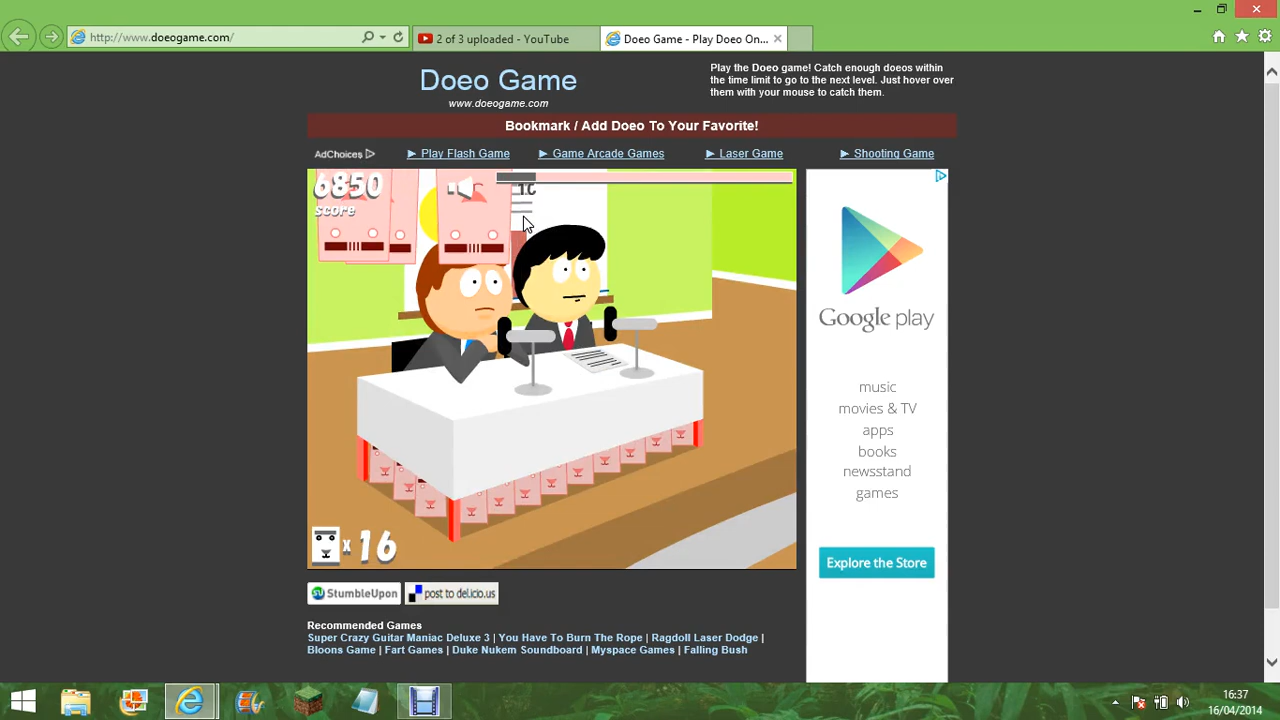 http://www.doeogame.com/
2 of 3 uploaded - YouTube
Doeo Game - Play Doeo On...
Doeo Game
www.doeogame.com
Play the Doeo game! Catch enough doeos within
the time limit to go to the next level. Just hover over
them with your mouse to catch them.
Bookmark / Add Doeo To Your Favorite!
AdChoices
► Play Flash Game
► Game Arcade Games
► Laser Game
► Shooting Game
6850
score
x 16
Google play
music
movies & TV
apps
books
newsstand
games
Explore the Store
StumbleUpon
post to del.icio.us
Recommended Games
Super Crazy Guitar Maniac Deluxe 3 | You Have To Burn The Rope | Ragdoll Laser Dodge |
Bloons Game | Fart Games | Duke Nukem Soundboard | Myspace Games | Falling Bush
16:37
16/04/2014